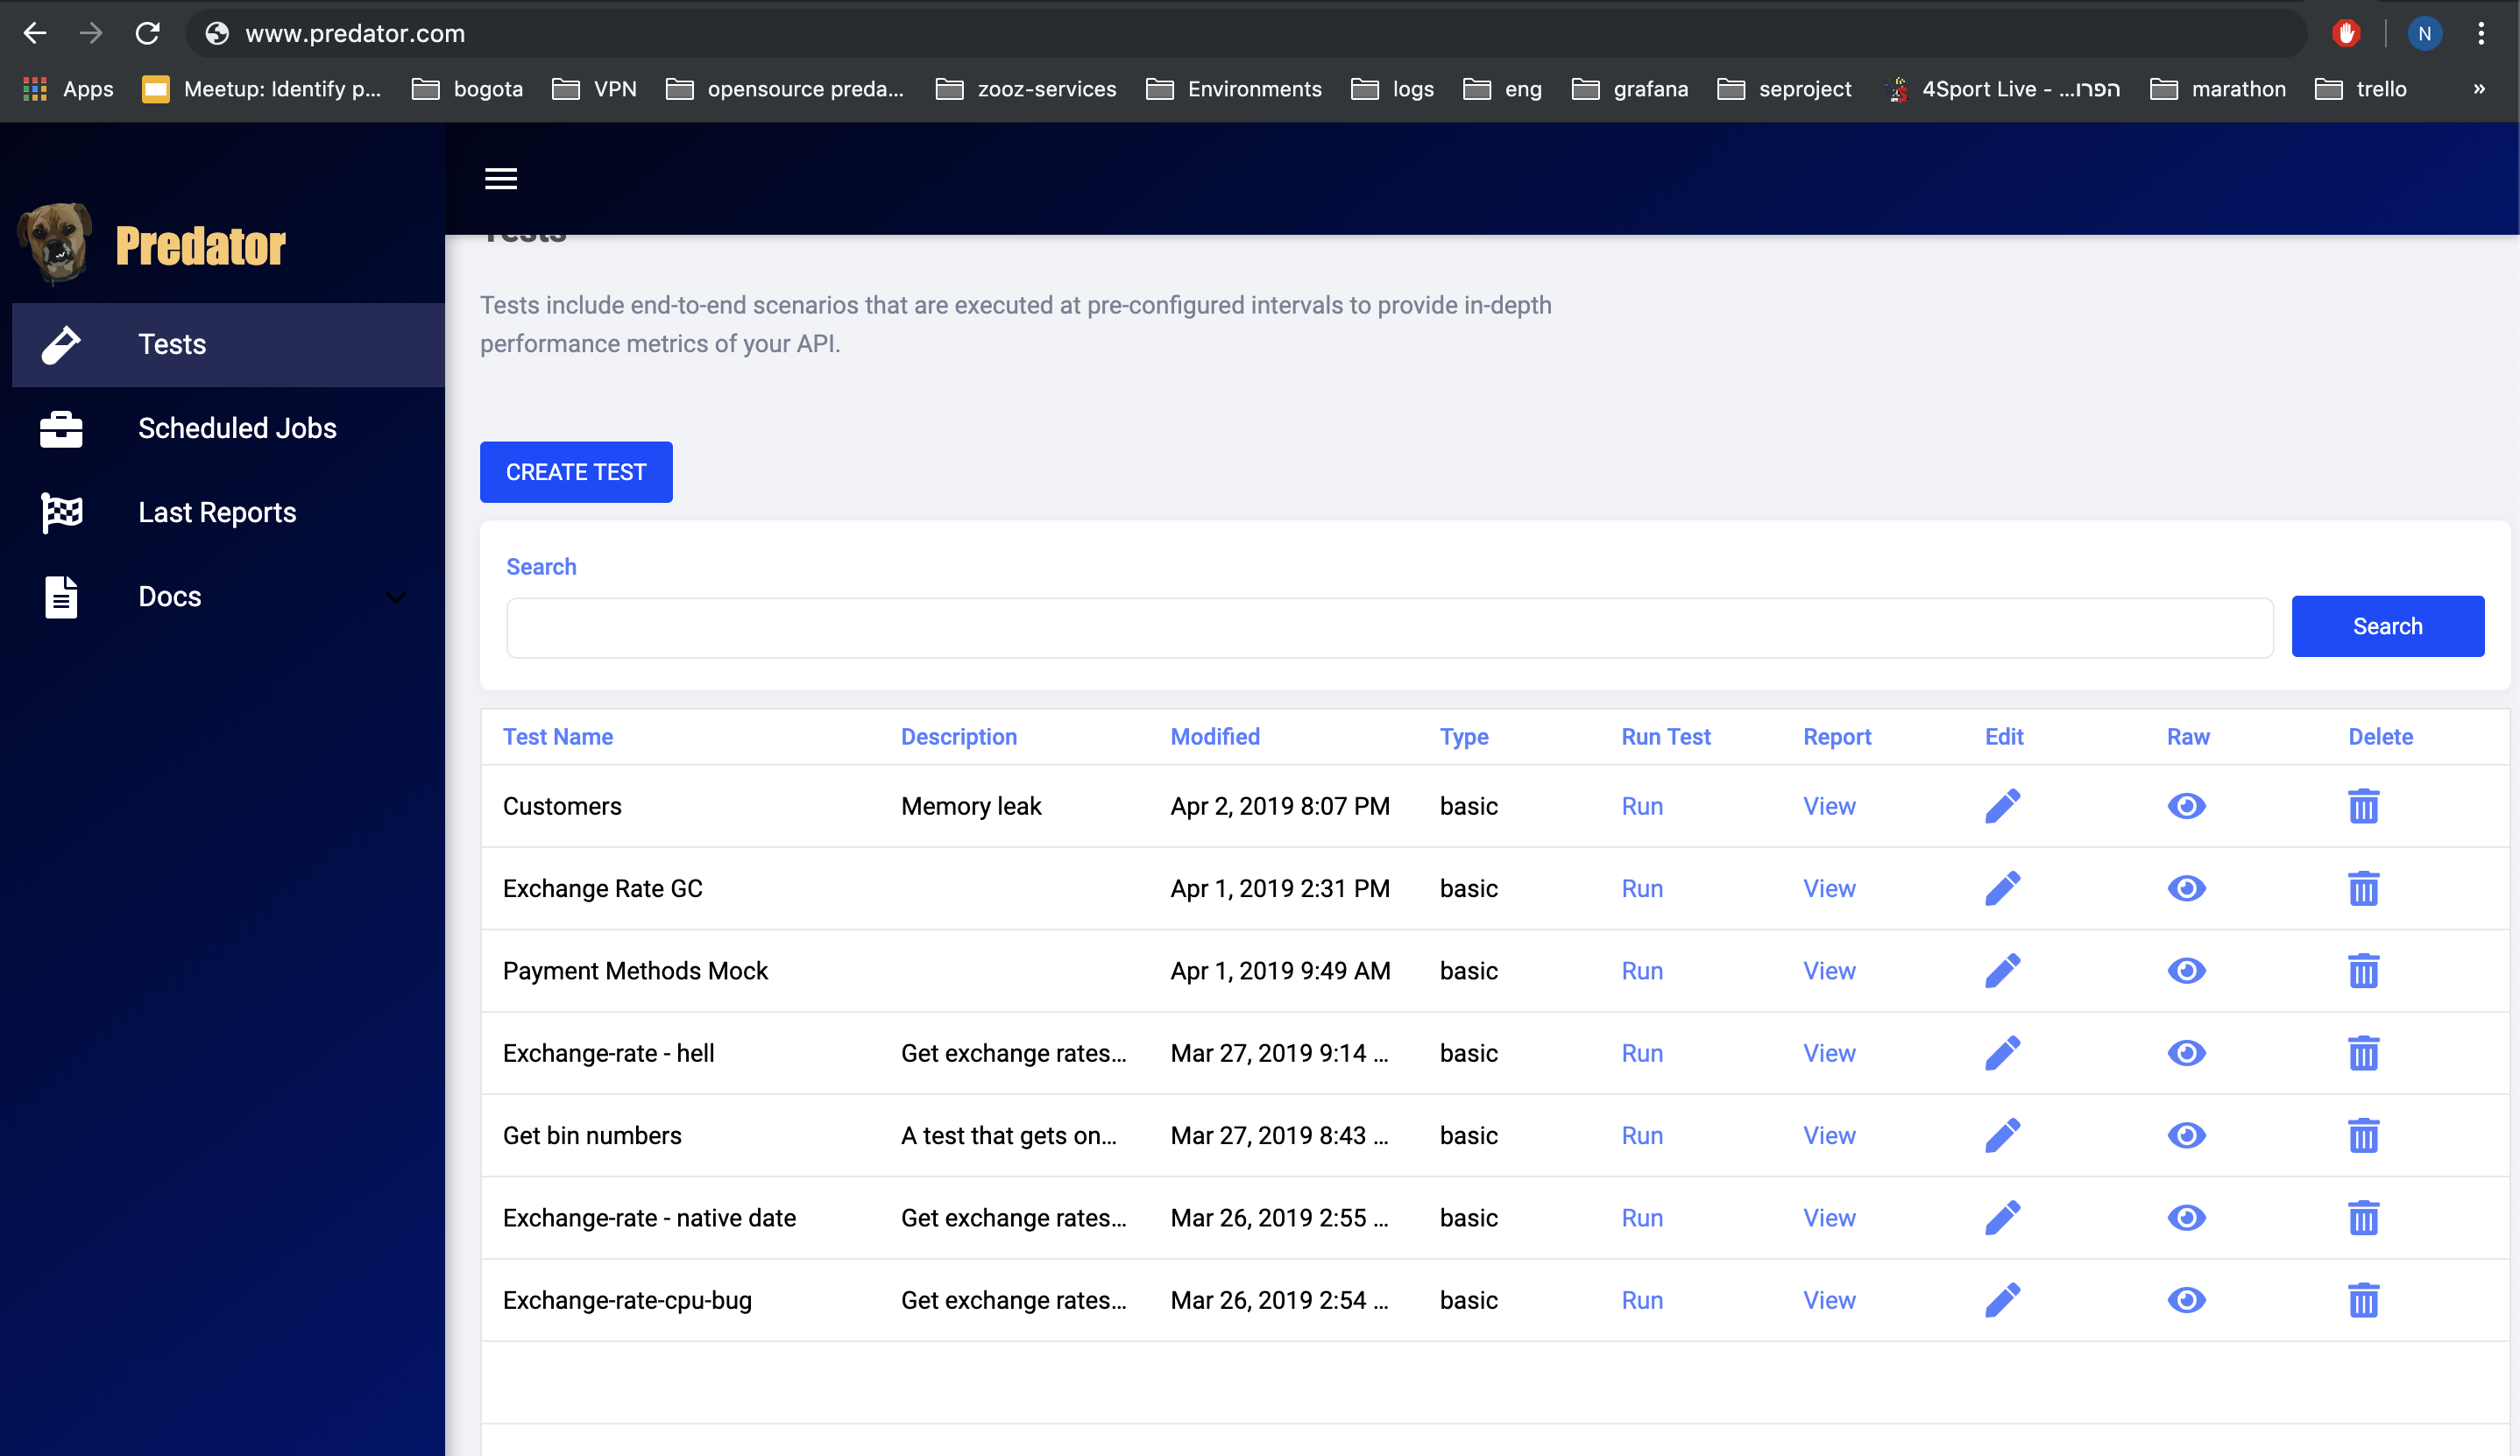 www.predator.com
N
Apps
Meetup: Identify p...
bogota
VPN
opensource preda...
zooz-services
Environments
logs
eng
grafana
seproject
4Sport Live - ...הפרו
marathon
trello
»
Predator
Tests
Scheduled Jobs
Last Reports
Docs
Tests
Tests include end-to-end scenarios that are executed at pre-configured intervals to provide in-depth
performance metrics of your API.
CREATE TEST
Search
Search
Test Name Description Modified Type Run Test Report Edit Raw Delete
Customers Memory leak Apr 2, 2019 8:07 PM basic Run View
Exchange Rate GC Apr 1, 2019 2:31 PM basic Run View
Payment Methods Mock Apr 1, 2019 9:49 AM basic Run View
Exchange-rate - hell Get exchange rates... Mar 27, 2019 9:14 ... basic Run View
Get bin numbers A test that gets on... Mar 27, 2019 8:43 ... basic Run View
Exchange-rate - native date Get exchange rates... Mar 26, 2019 2:55 ... basic Run View
Exchange-rate-cpu-bug Get exchange rates... Mar 26, 2019 2:54 ... basic Run View